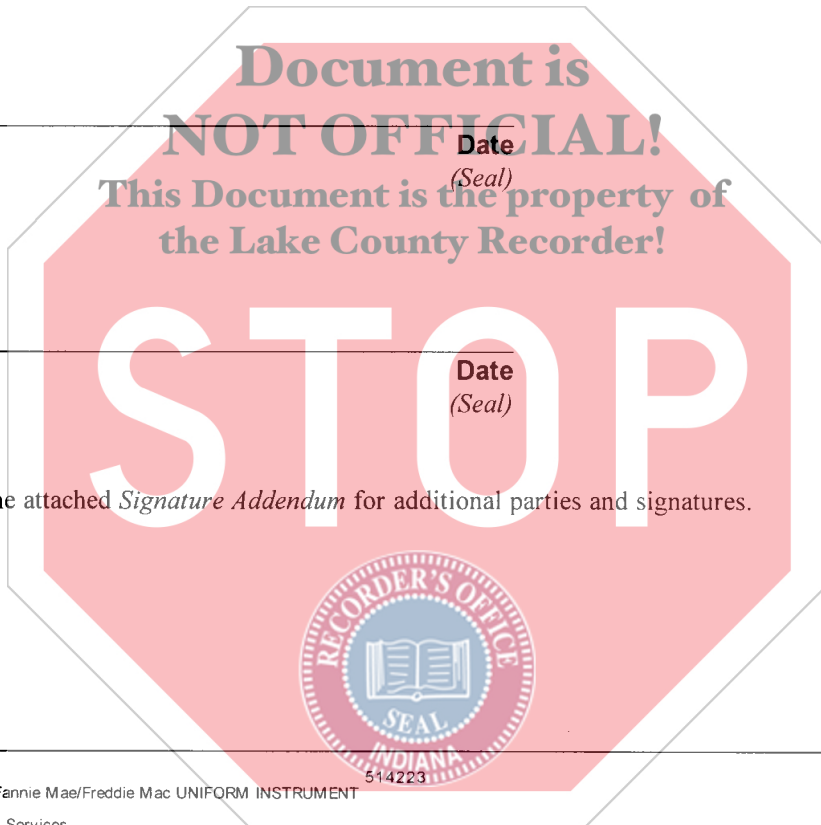 Document is
NOT OFFICIAL!
Date
(Seal)
This Document is the property of
the Lake County Recorder!
STOP
Date
(Seal)
attached Signature Addendum for additional parties and signatures.
RECORDER'S OFFICE
SEAL
INDIANA
514223
Fannie Mae/Freddie Mac UNIFORM INSTRUMENT
Services